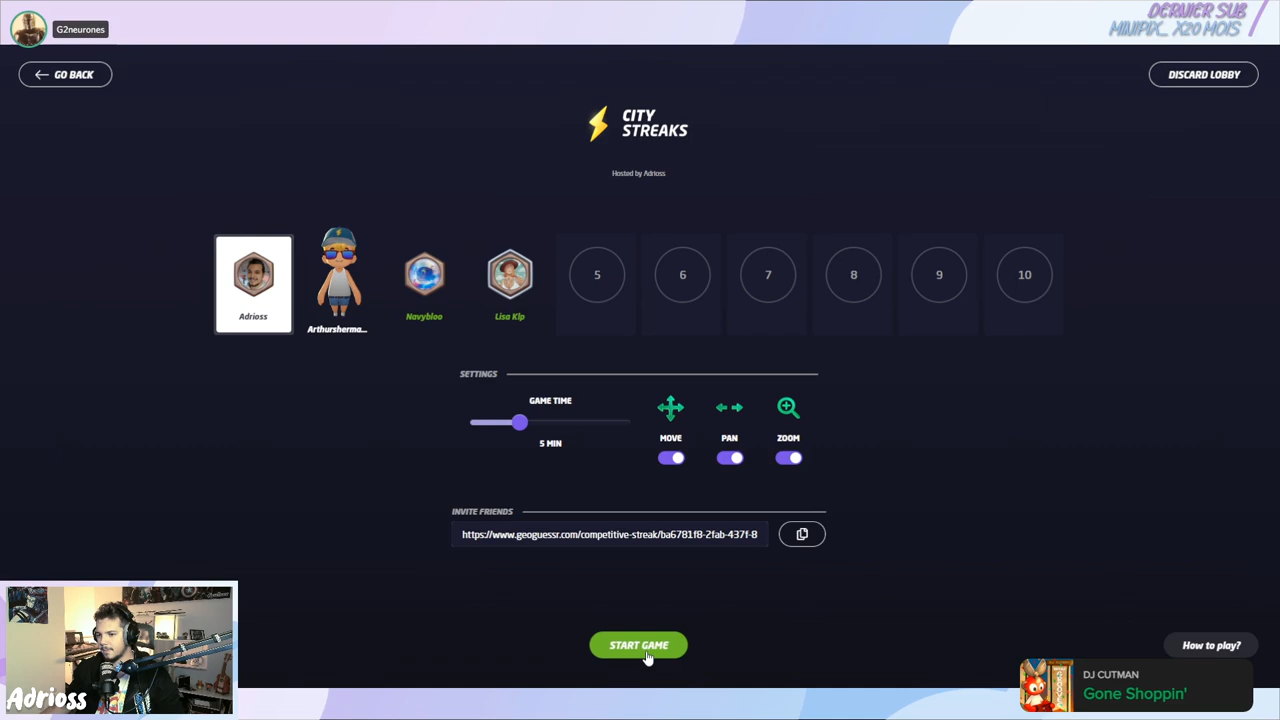 G2neurones
DERNIER SUB
MINIPIX_ X20 MOIS
GO BACK
DISCARD LOBBY
CITY
STREAKS
Hosted by Adrioss
5
6
7
8
9
10
Adrioss
Arthursherma...
Navybloo
Lisa Klp
SETTINGS
GAME TIME
5 MIN
MOVE
PAN
ZOOM
INVITE FRIENDS
https://www.geoguessr.com/competitive-streak/ba6781f8-2fab-437f-8
START GAME
How to play?
DJ CUTMAN
Gone Shoppin'
Adrioss